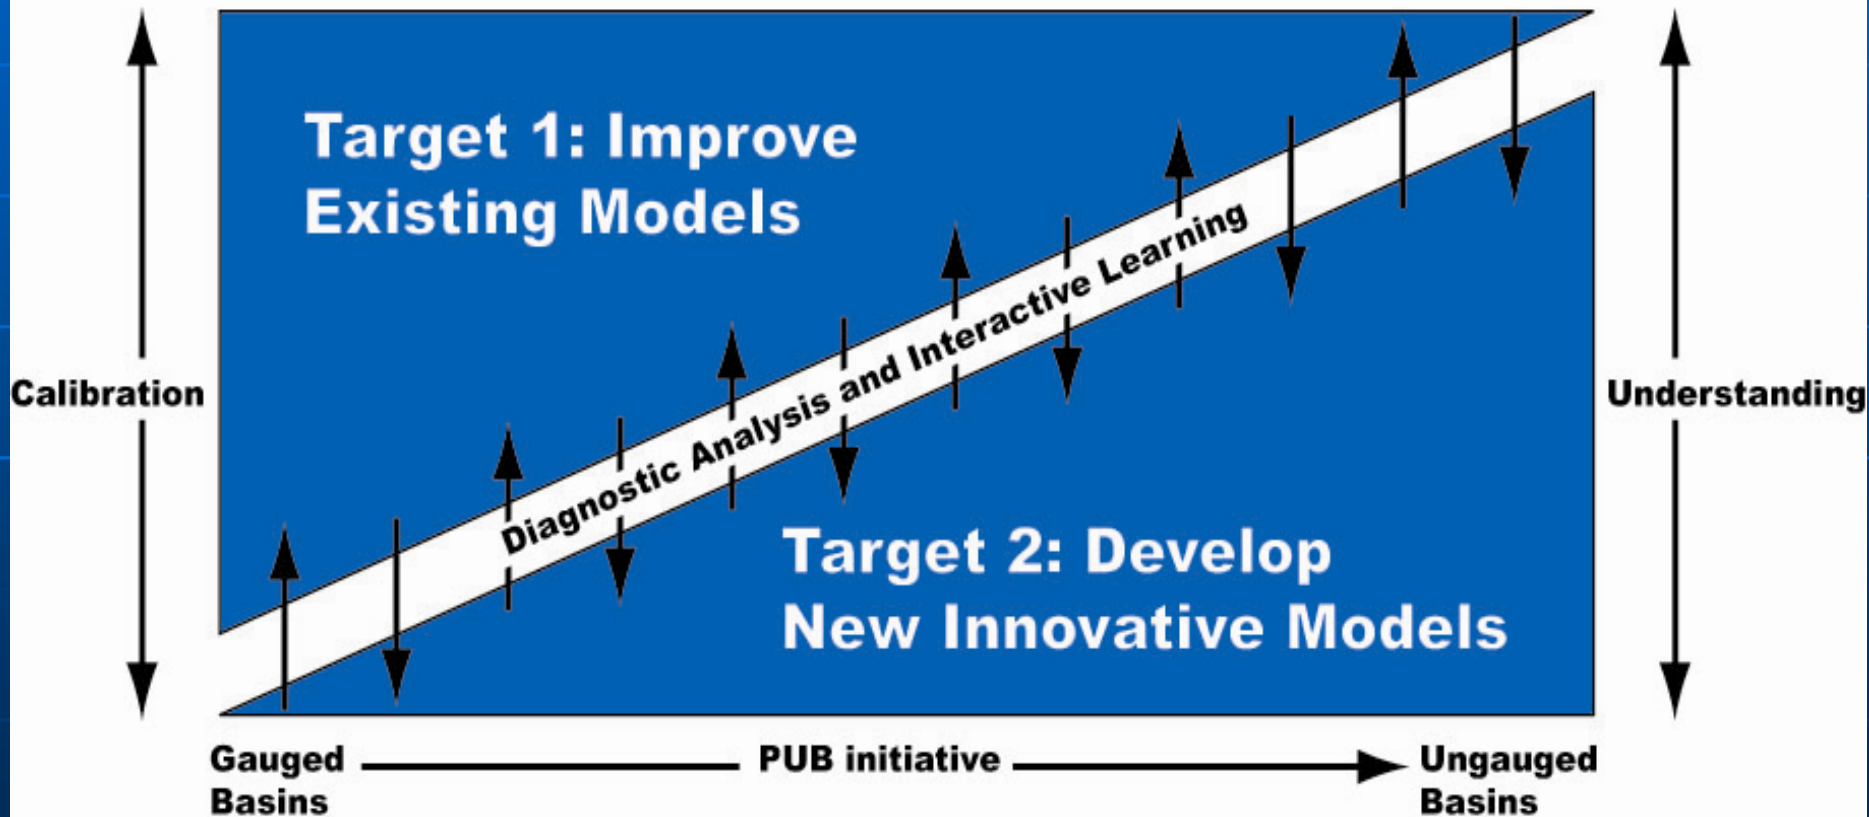 Target 1: Improve
Existing Models
Diagnostic Analysis and Interactive Learning
Calibration
Understanding
Target 2: Develop
New Innovative Models
Gauged
Basins
PUB initiative
Ungauged
Basins